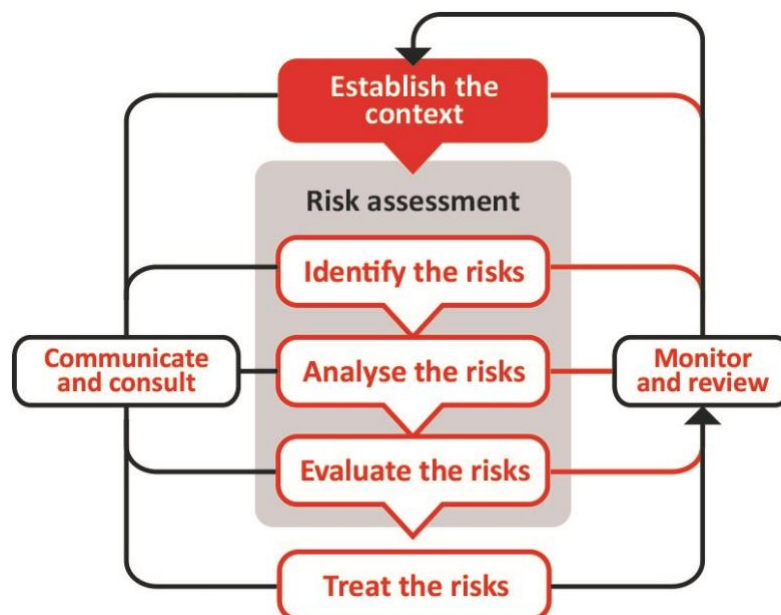 Establish the
context
Risk assessment
Identify the risks
Communicate
and consult
Analyse the risks
Monitor
and review
Evaluate the risks
Treat the risks